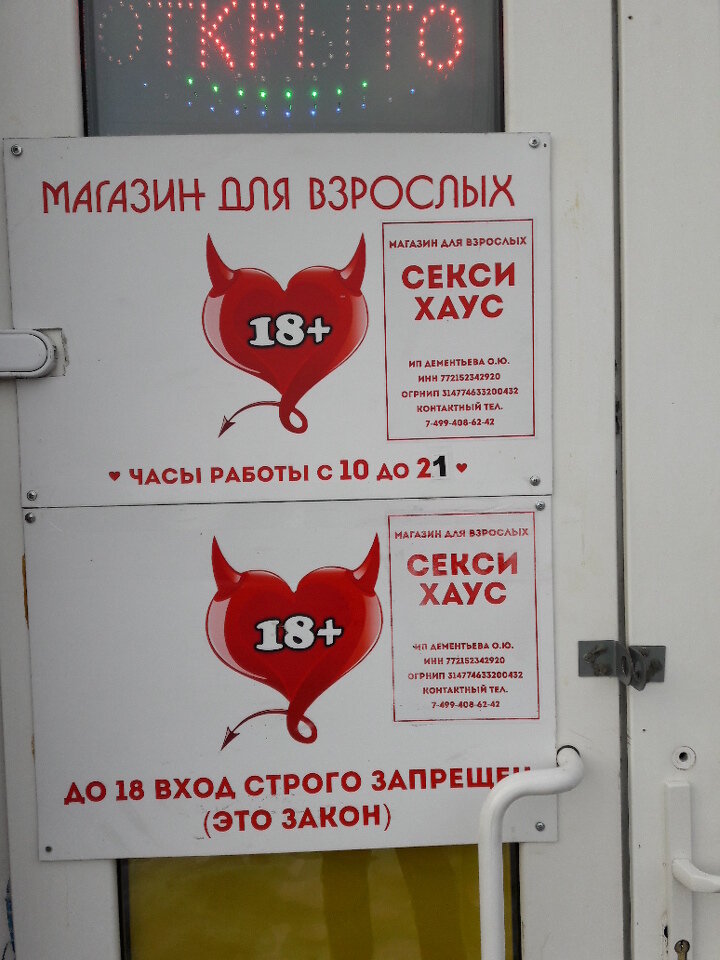 ОТКРЫТО
МАГАЗИН ДЛЯ ВЗРОСЛЫХ
МАГАЗИН ДЛЯ ВЗРОСЛЫХ
СЕКСИ
ХАУС
18+
ИП ДЕМЕНТЬЕВА О.Ю.
ИНН 772152342920
ОГРНИП 314774633200432
КОНТАКТНЫЙ ТЕЛ.
7-499-408-62-42
ЧАСЫ РАБОТЫ С 10 ДО 21
МАГАЗИН ДЛЯ ВЗРОСЛЫХ
СЕКСИ
ХАУС
18+
ИП ДЕМЕНТЬЕВА О.Ю.
ИНН 772152342920
ОГРНИП 314774633200432
КОНТАКТНЫЙ ТЕЛ.
7-499-408-62-42
ДО 18 ВХОД СТРОГО ЗАПРЕЩЕН
(ЭТО ЗАКОН)